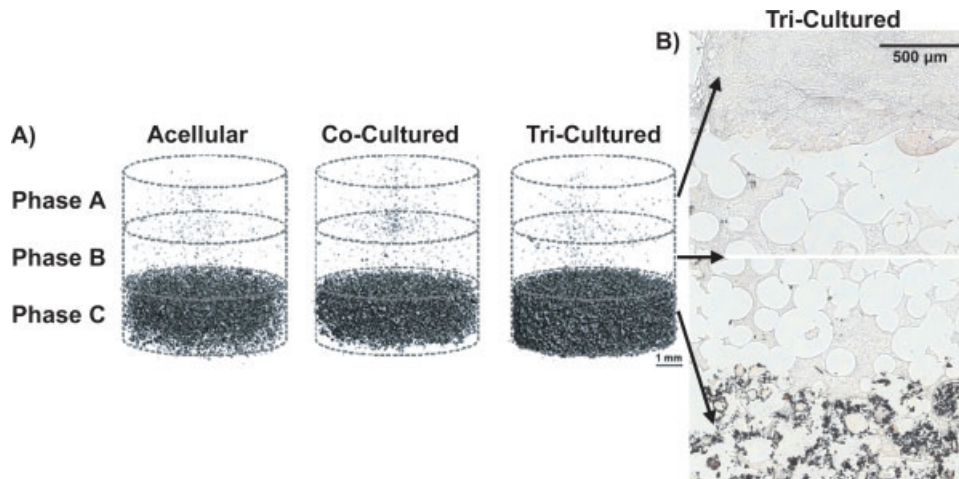 Tri-Cultured
B)
500 µm
A)
Acellular
Co-Cultured
Tri-Cultured
Phase A
Phase B
Phase C
1 mm